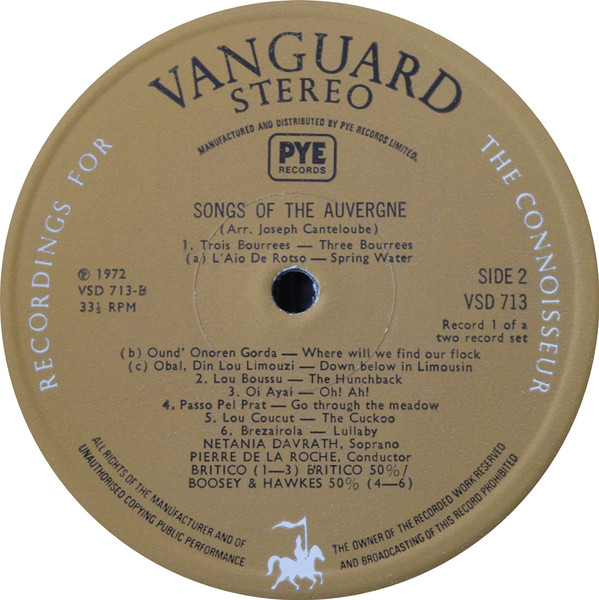 VANGUARD
STEREO
MANUFACTURED AND DISTRIBUTED BY PYE RECORDS LIMITED.
PYE
RECORDS
RECORDINGS FOR
THE CONNOISSEUR
SONGS OF THE AUVERGNE
(Arr. Joseph Canteloube)
1. Trois Bourrees — Three Bourrees
(a) L'Aio De Rotso — Spring Water
℗ 1972
VSD 713-B
33⅓ RPM
SIDE 2
VSD 713
Record 1 of a
two record set
(b) Ound' Onoren Gorda — Where will we find our flock
(c) Obal, Din Lou Limouzi — Down below in Limousin
2. Lou Boussu — The Hunchback
3. Oi Ayai — Oh! Ah!
4. Passo Pel Prat — Go through the meadow
5. Lou Coucut — The Cuckoo
6. Brezairola — Lullaby
NETANIA DAVRATH, Soprano
PIERRE DE LA ROCHE, Conductor
BRITICO (1—3) BRITICO 50%/
BOOSEY & HAWKES 50% (4—6)
ALL RIGHTS OF THE MANUFACTURER AND OF
UNAUTHORISED COPYING PUBLIC PERFORMANCE
THE OWNER OF THE RECORDED WORK RESERVED
AND BROADCASTING OF THIS RECORD PROHIBITED